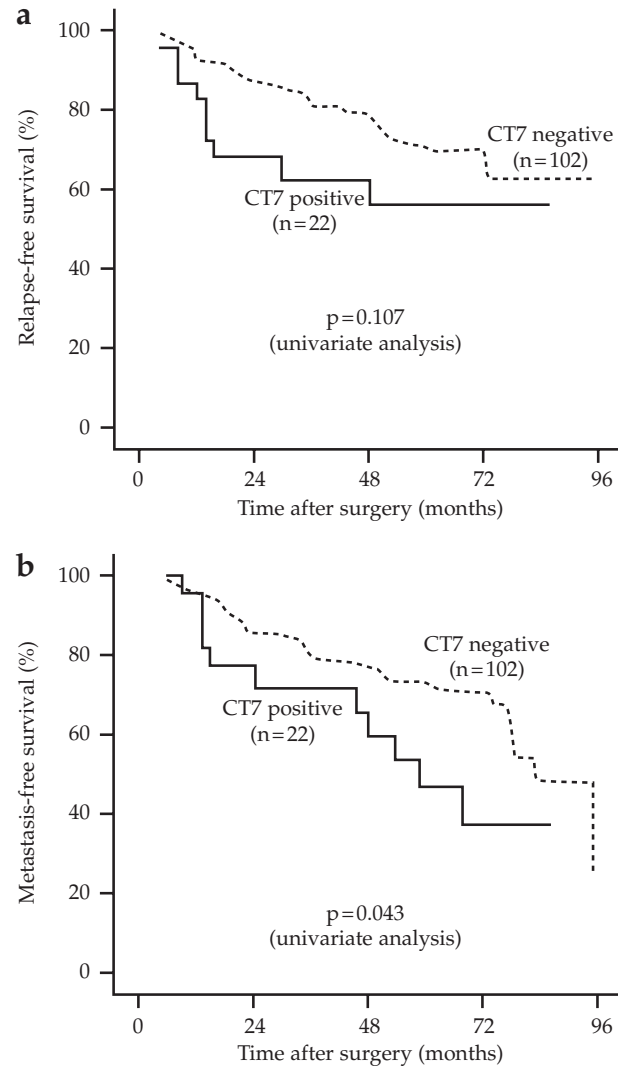 a
Relapse-free survival (%)
100
80
60
40
20
0
CT7 negative
(n=102)
CT7 positive
(n=22)
p=0.107
(univariate analysis)
0 24 48 72 96
Time after surgery (months)
b
Metastasis-free survival (%)
100
80
60
40
20
0
CT7 negative
(n=102)
CT7 positive
(n=22)
p=0.043
(univariate analysis)
0 24 48 72 96
Time after surgery (months)